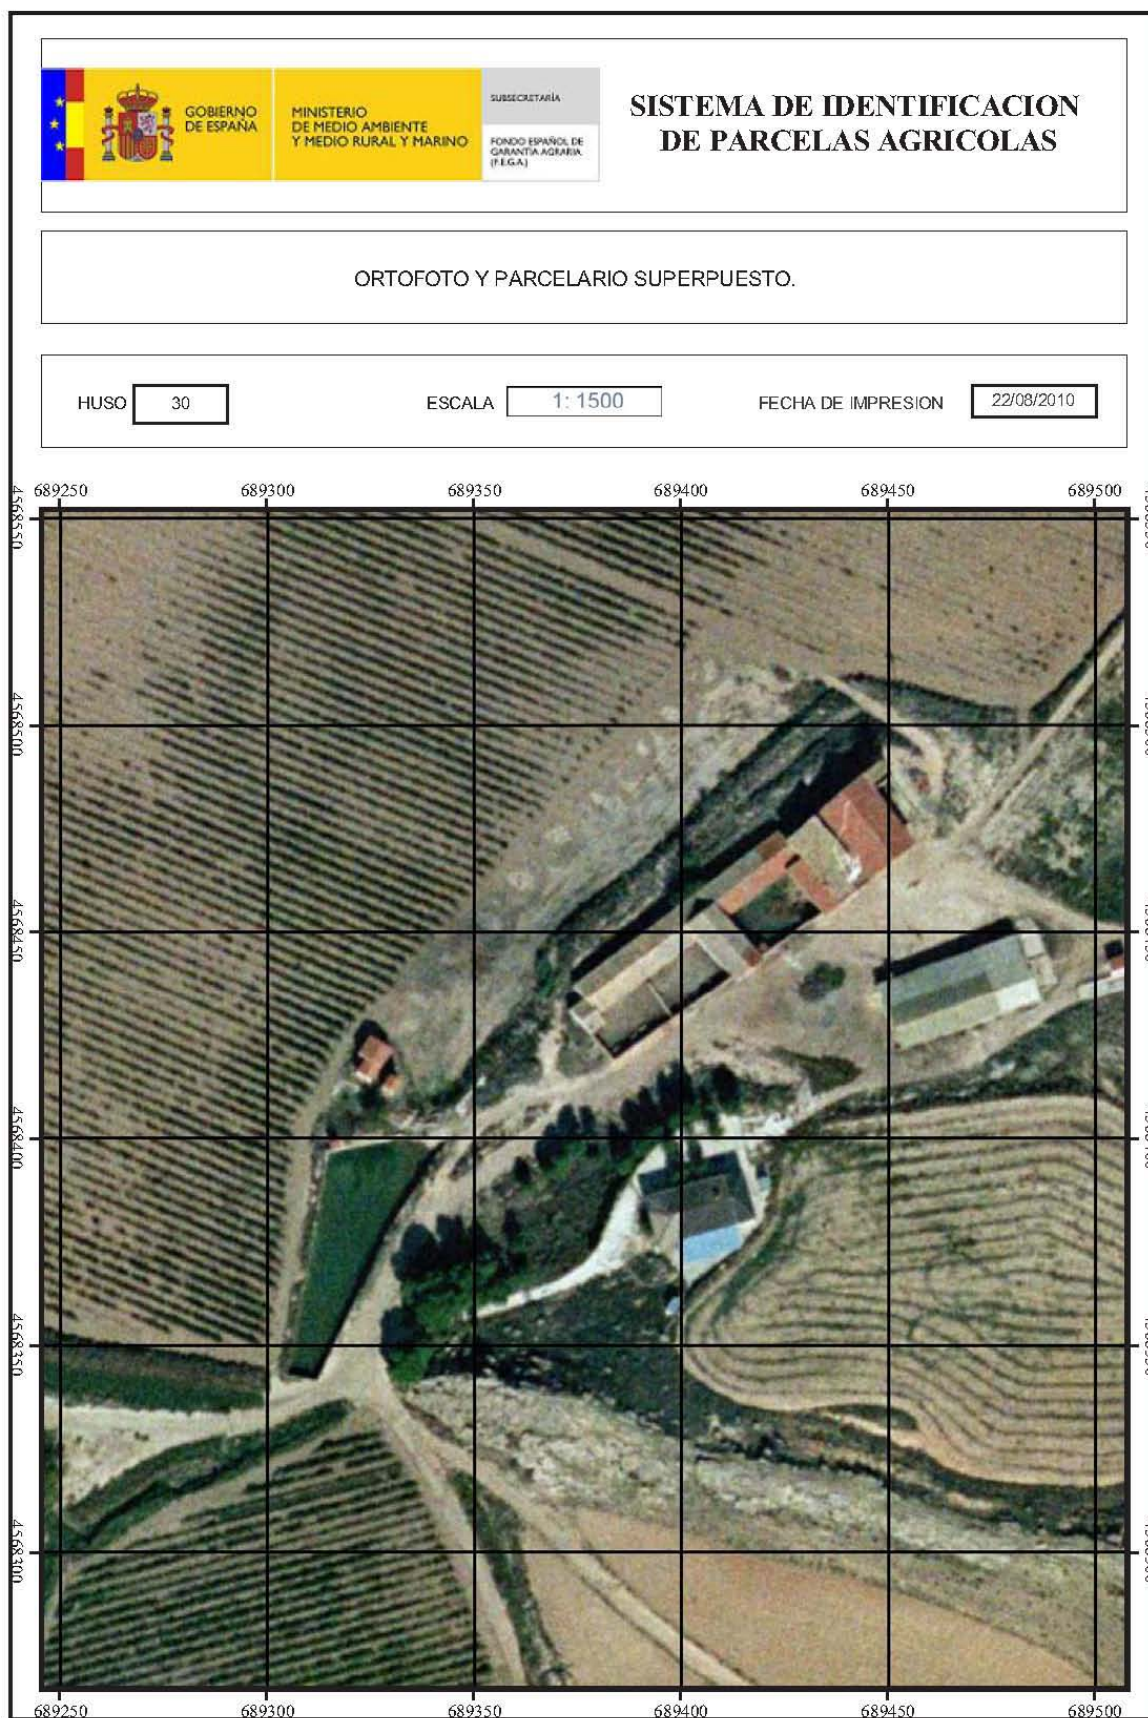 GOBIERNO
DE ESPAÑA
MINISTERIO
DE MEDIO AMBIENTE
Y MEDIO RURAL Y MARINO
SUBSECRETARÍA
FONDO ESPAÑOL DE
GARANTÍA AGRARIA
(F.E.G.A.)
SISTEMA DE IDENTIFICACION
DE PARCELAS AGRICOLAS
ORTOFOTO Y PARCELARIO SUPERPUESTO.
HUSO 30 ESCALA 1: 1500 FECHA DE IMPRESION 22/08/2010
689250 689300 689350 689400 689450 689500
4568550
4568500
4568450
4568400
4568350
4568300
689250 689300 689350 689400 689450 689500